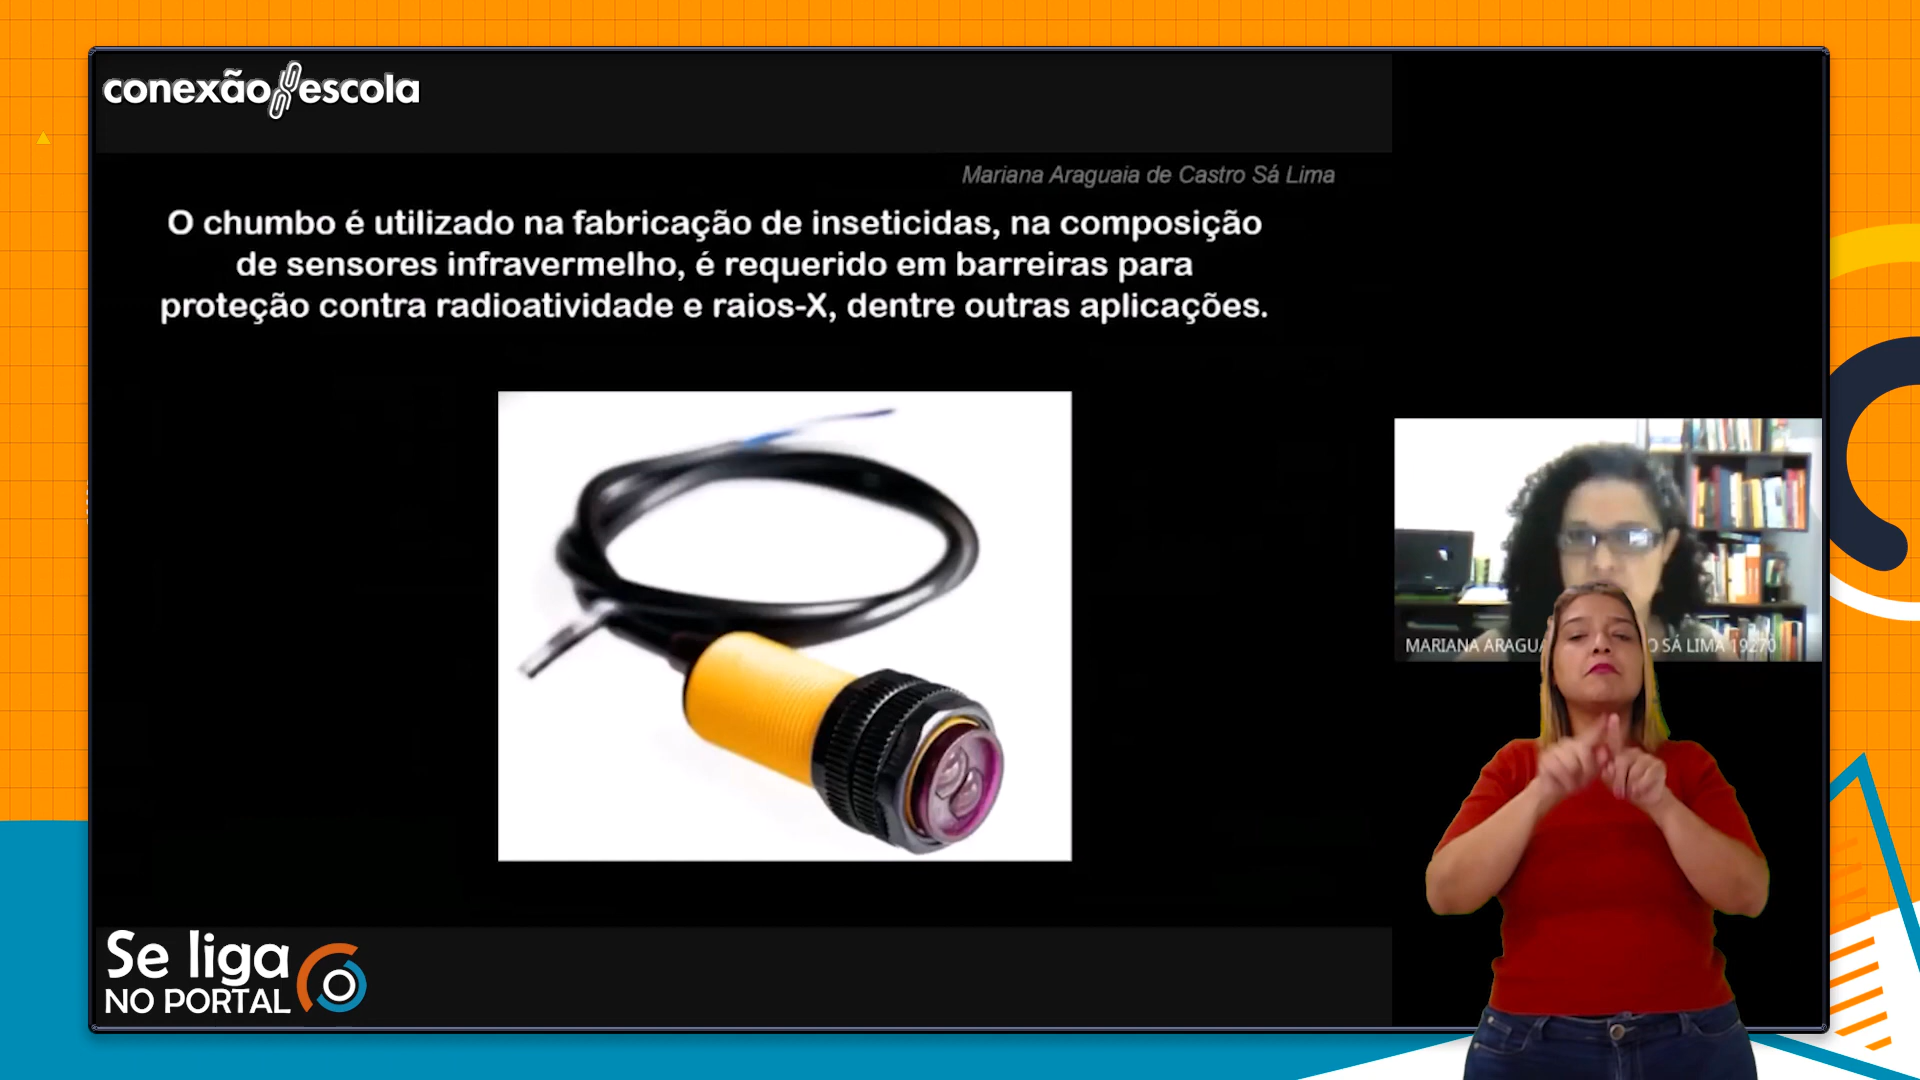 conexão escola
Mariana Araguaia de Castro Sá Lima
O chumbo é utilizado na fabricação de inseticidas, na composição
de sensores infravermelho, é requerido em barreiras para
proteção contra radioatividade e raios-X, dentre outras aplicações.
MARIANA ARAGUA O SÁ LIMA 19270
Se liga
NO PORTAL